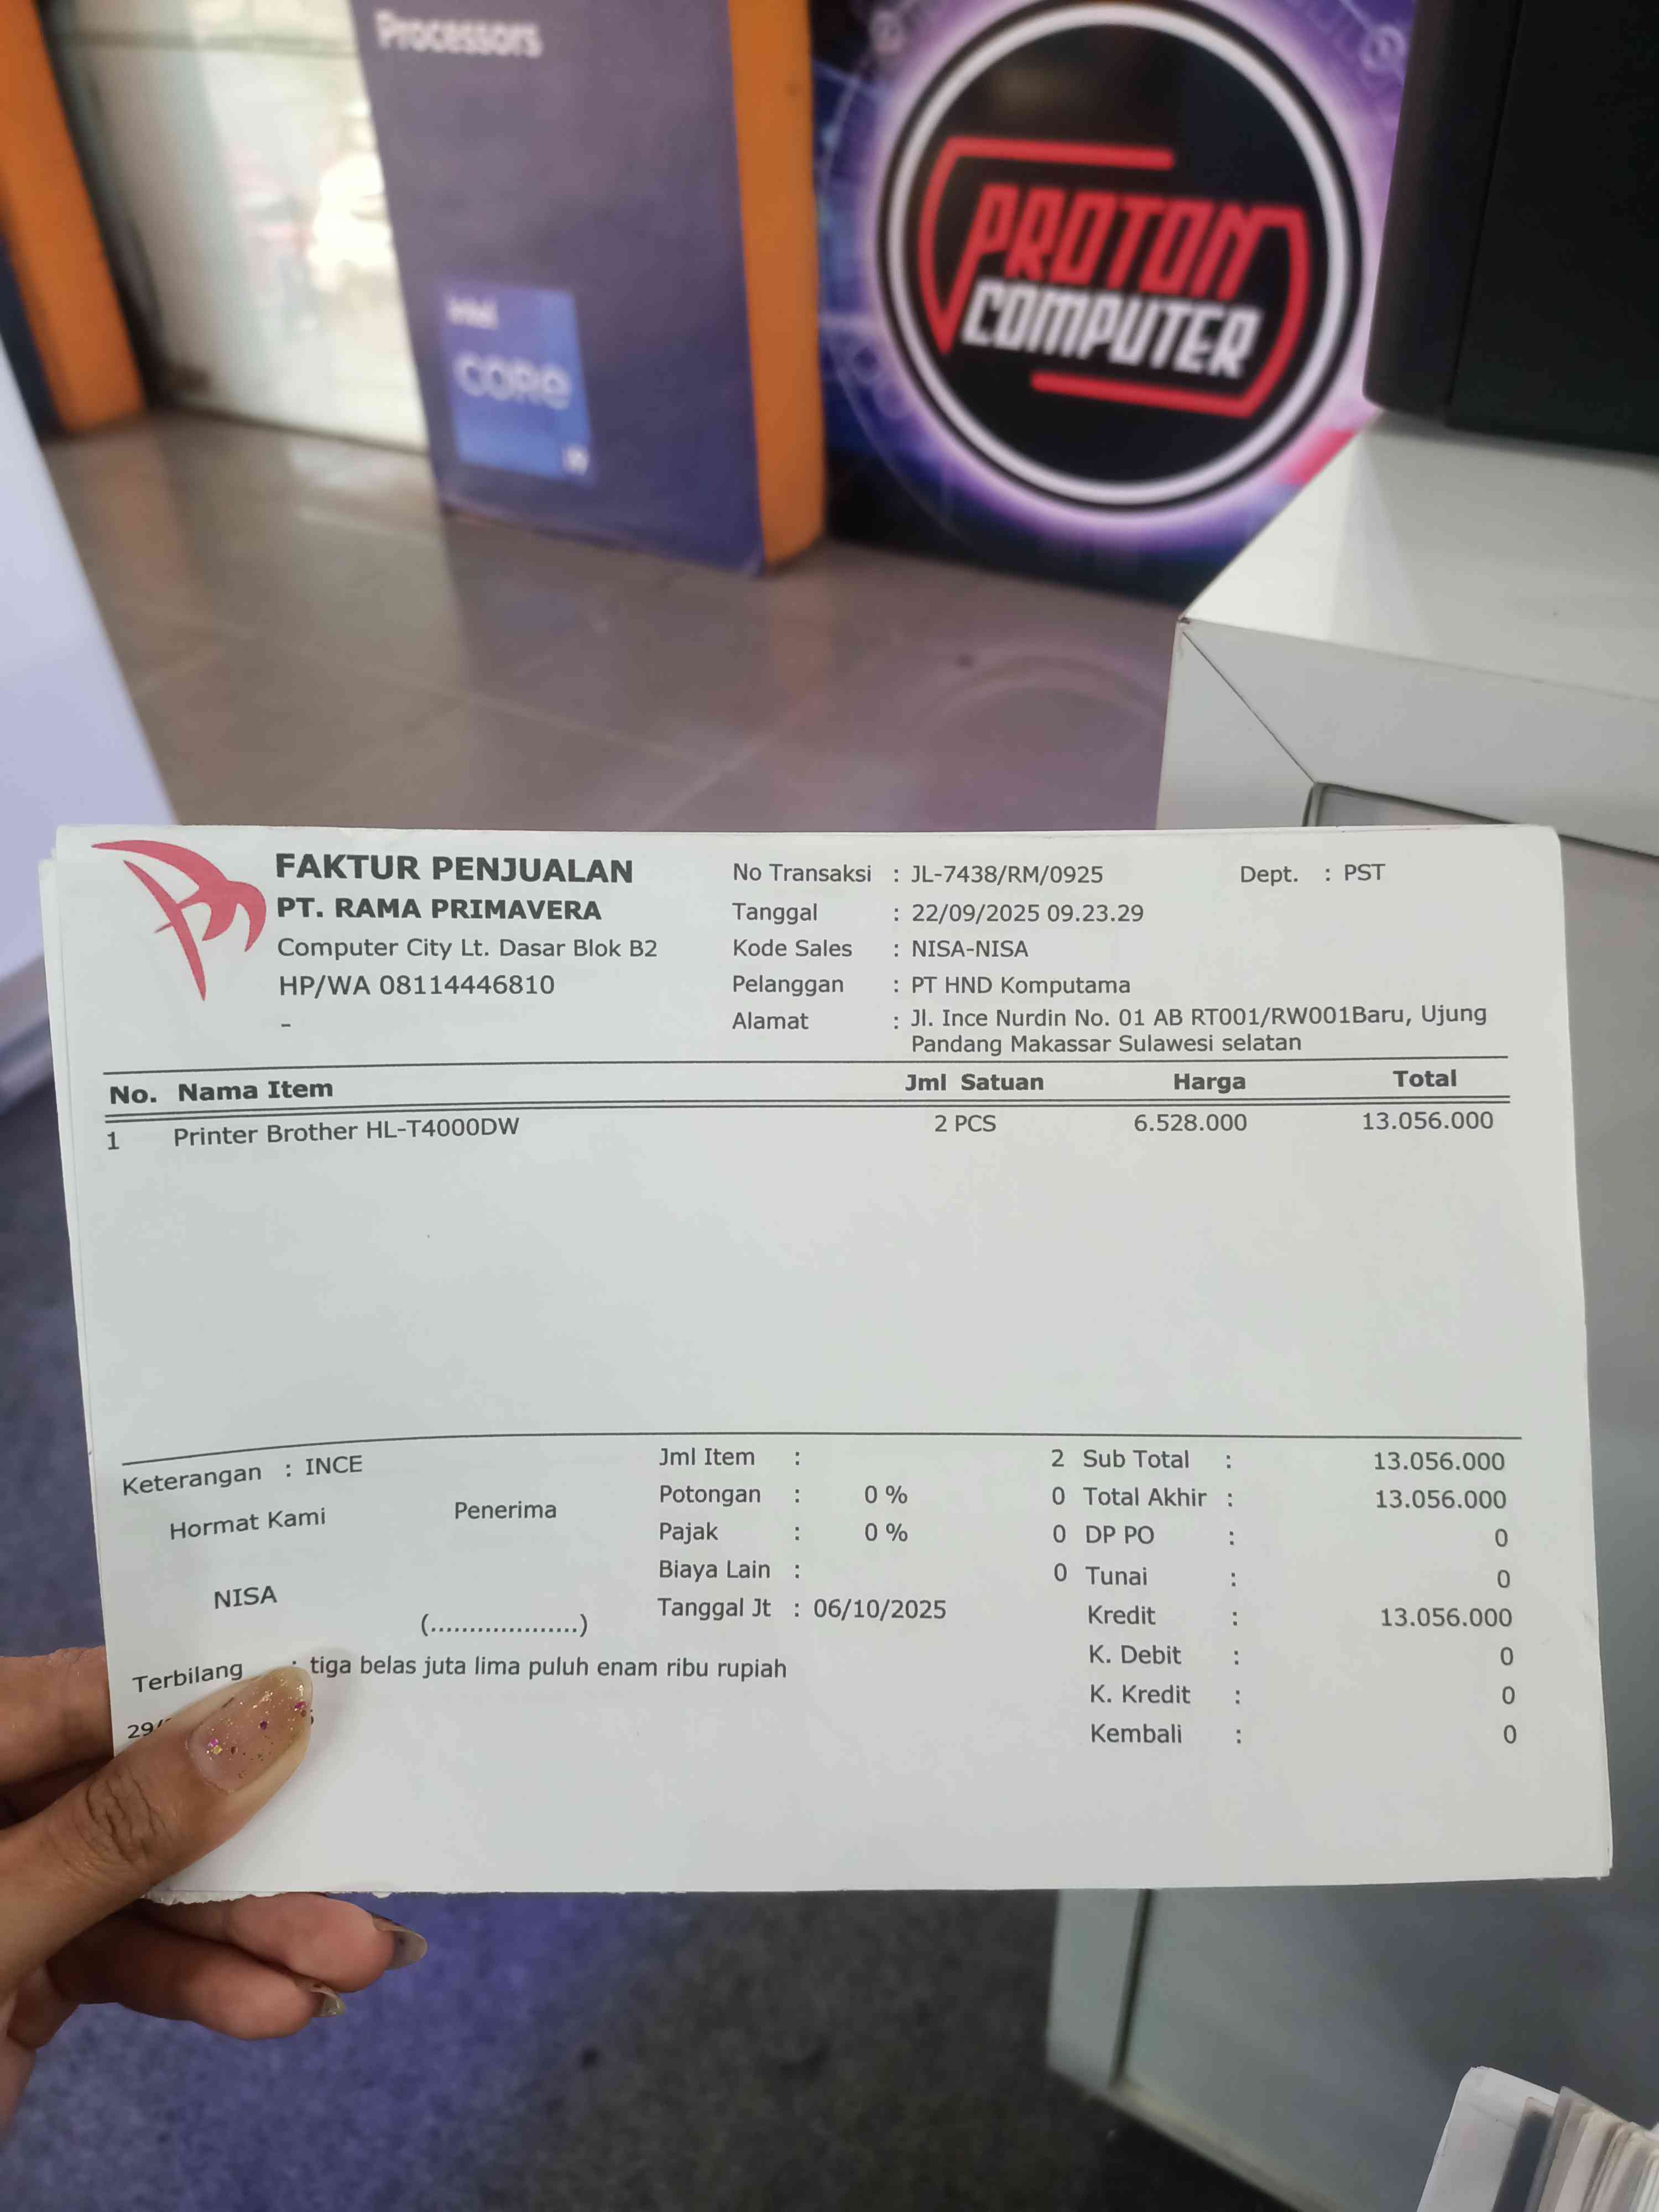 Processors
intel
CORE
i9
PROTON
COMPUTER
FAKTUR PENJUALAN
PT. RAMA PRIMAVERA
Computer City Lt. Dasar Blok B2
HP/WA 08114446810
-
No Transaksi : JL-7438/RM/0925 Dept. : PST
Tanggal : 22/09/2025 09.23.29
Kode Sales : NISA-NISA
Pelanggan : PT HND Komputama
Alamat : Jl. Ince Nurdin No. 01 AB RT001/RW001Baru, Ujung
Pandang Makassar Sulawesi selatan
No. Nama Item Jml Satuan Harga Total
1 Printer Brother HL-T4000DW 2 PCS 6.528.000 13.056.000
Keterangan : INCE
Hormat Kami Penerima
NISA
(...................)
Jml Item : 2
Potongan : 0 % 0
Pajak : 0 % 0
Biaya Lain : 0
Tanggal Jt : 06/10/2025
Sub Total : 13.056.000
Total Akhir : 13.056.000
DP PO : 0
Tunai : 0
Kredit : 13.056.000
K. Debit : 0
K. Kredit : 0
Kembali : 0
Terbilang : tiga belas juta lima puluh enam ribu rupiah
29/